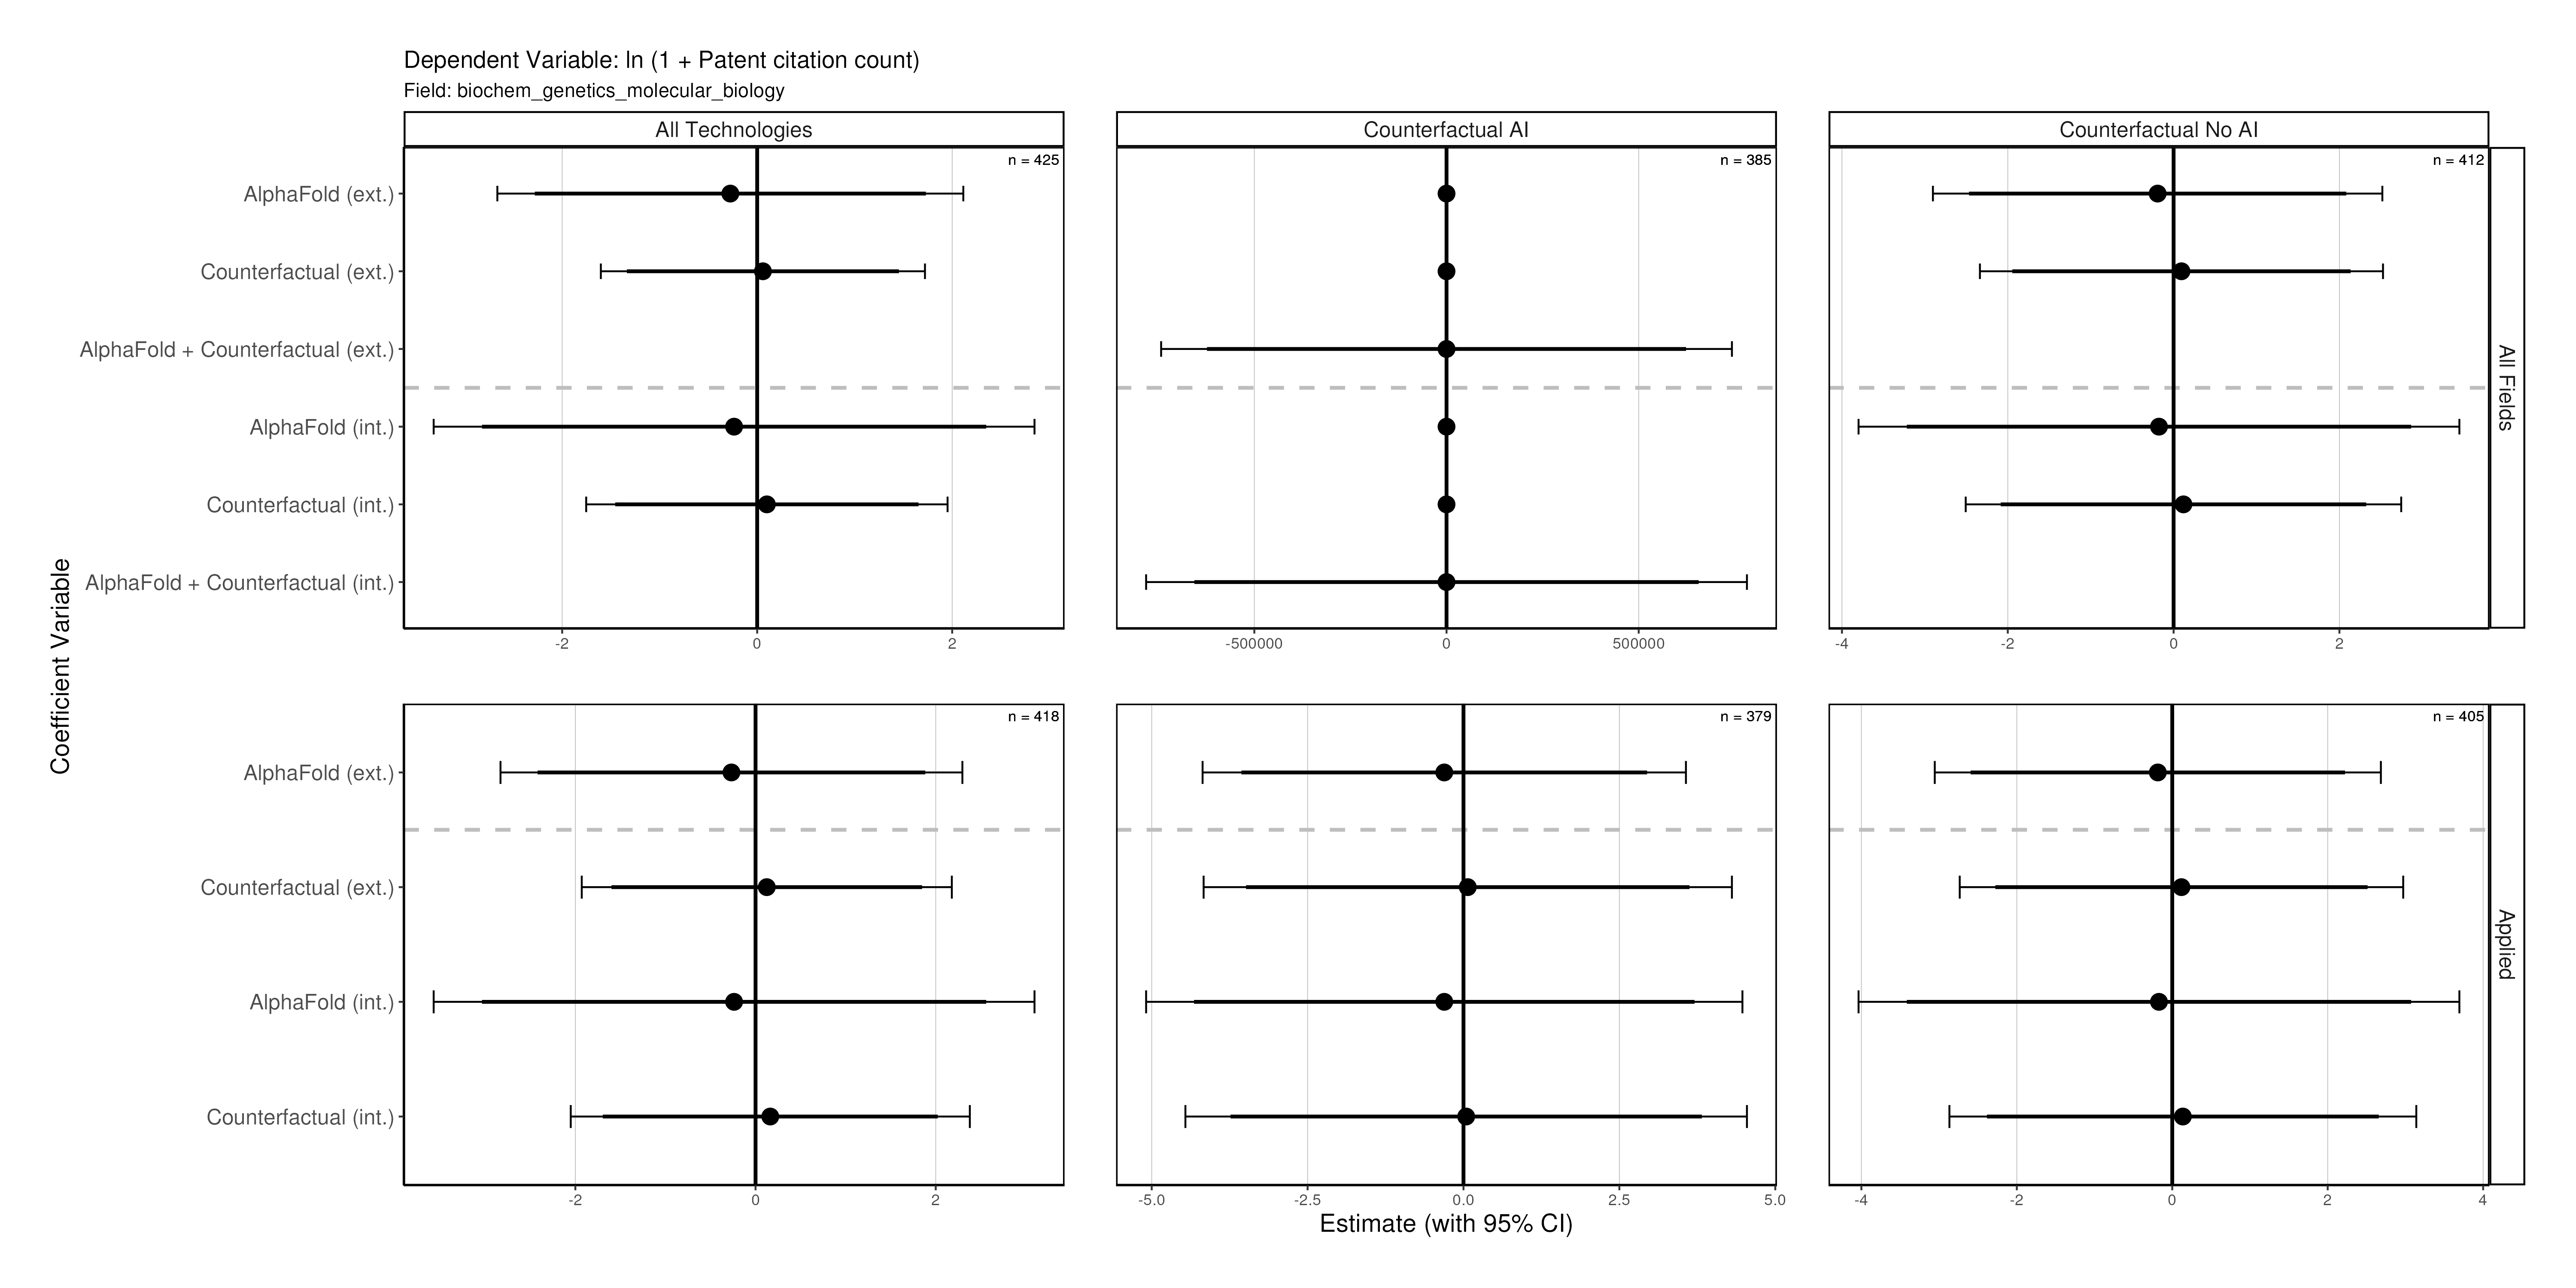 Dependent Variable: ln (1 + Patent citation count)
Field: biochem_genetics_molecular_biology
All Technologies
Counterfactual AI
Counterfactual No AI
n = 425
n = 385
n = 412
AlphaFold (ext.)
Counterfactual (ext.)
AlphaFold + Counterfactual (ext.)
AlphaFold (int.)
Counterfactual (int.)
AlphaFold + Counterfactual (int.)
All Fields
-2 0 2
-500000 0 500000
-4 -2 0 2
Coefficient Variable
n = 418
n = 379
n = 405
AlphaFold (ext.)
Counterfactual (ext.)
AlphaFold (int.)
Counterfactual (int.)
Applied
-2 0 2
-5.0 -2.5 0.0 2.5 5.0
-4 -2 0 2 4
Estimate (with 95% CI)